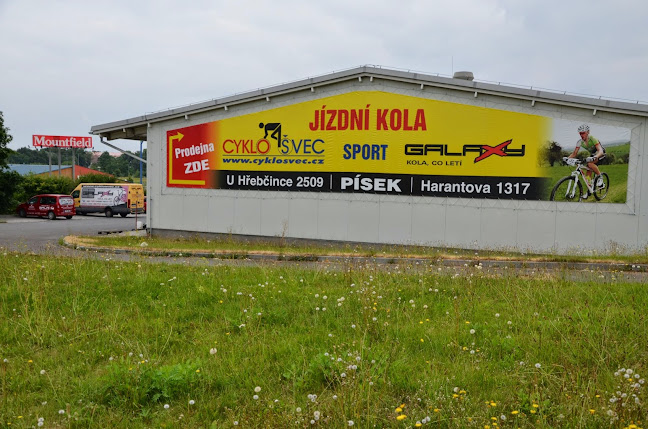 Mountfield
Prodejna
ZDE
CYKLO ŠVEC
www.cyklosvec.cz
JÍZDNÍ KOLA
SPORT
GALAXY
KOLA, CO LETÍ
U Hřebčince 2509 | PÍSEK | Harantova 1317